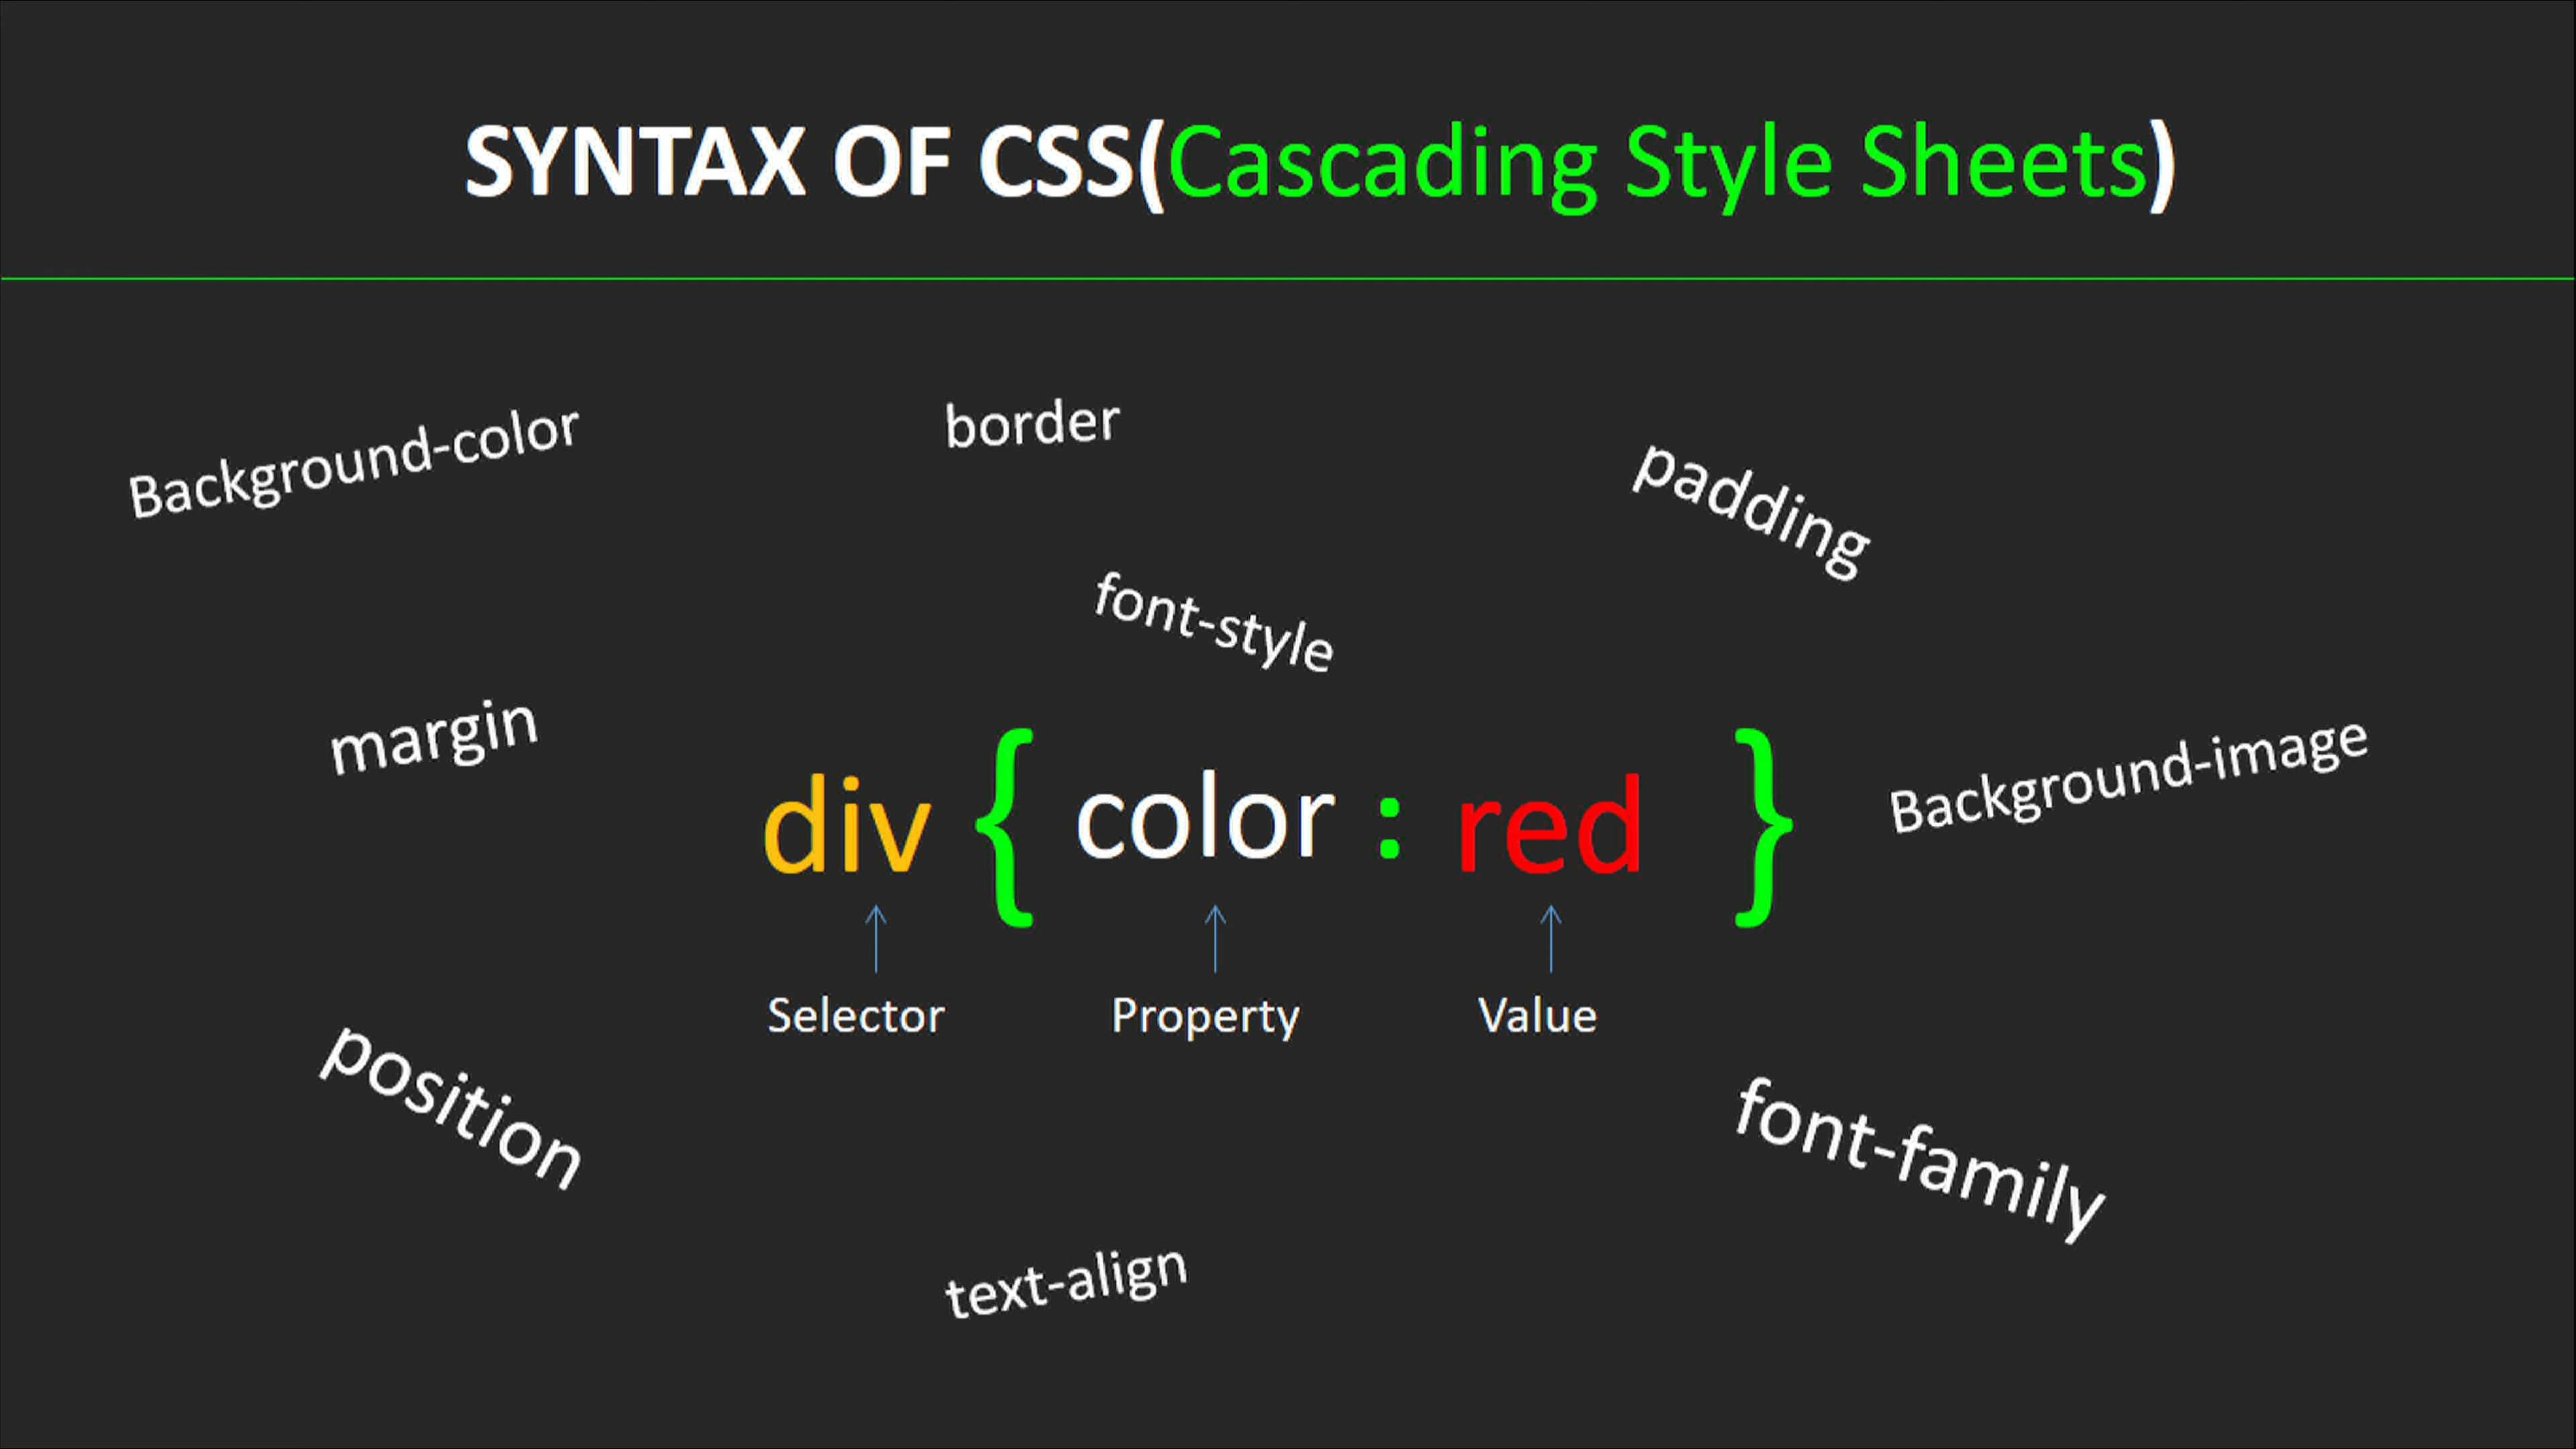 SYNTAX OF CSS(Cascading Style Sheets)
Background-color
border
padding
font-style
margin
Background-image
div { color : red }
Selector
Property
Value
position
font-family
text-align